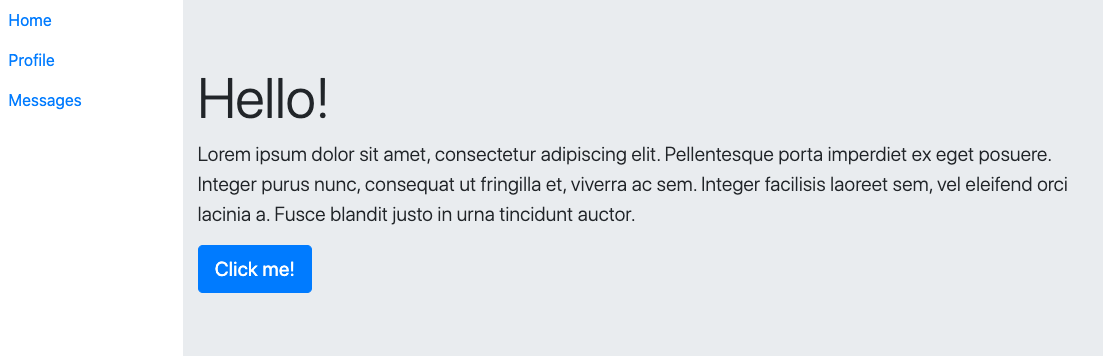 Home
Profile
Messages
Hello!
Lorem ipsum dolor sit amet, consectetur adipiscing elit. Pellentesque porta imperdiet ex eget posuere.
Integer purus nunc, consequat ut fringilla et, viverra ac sem. Integer facilisis laoreet sem, vel eleifend orci
lacinia a. Fusce blandit justo in urna tincidunt auctor.
Click me!